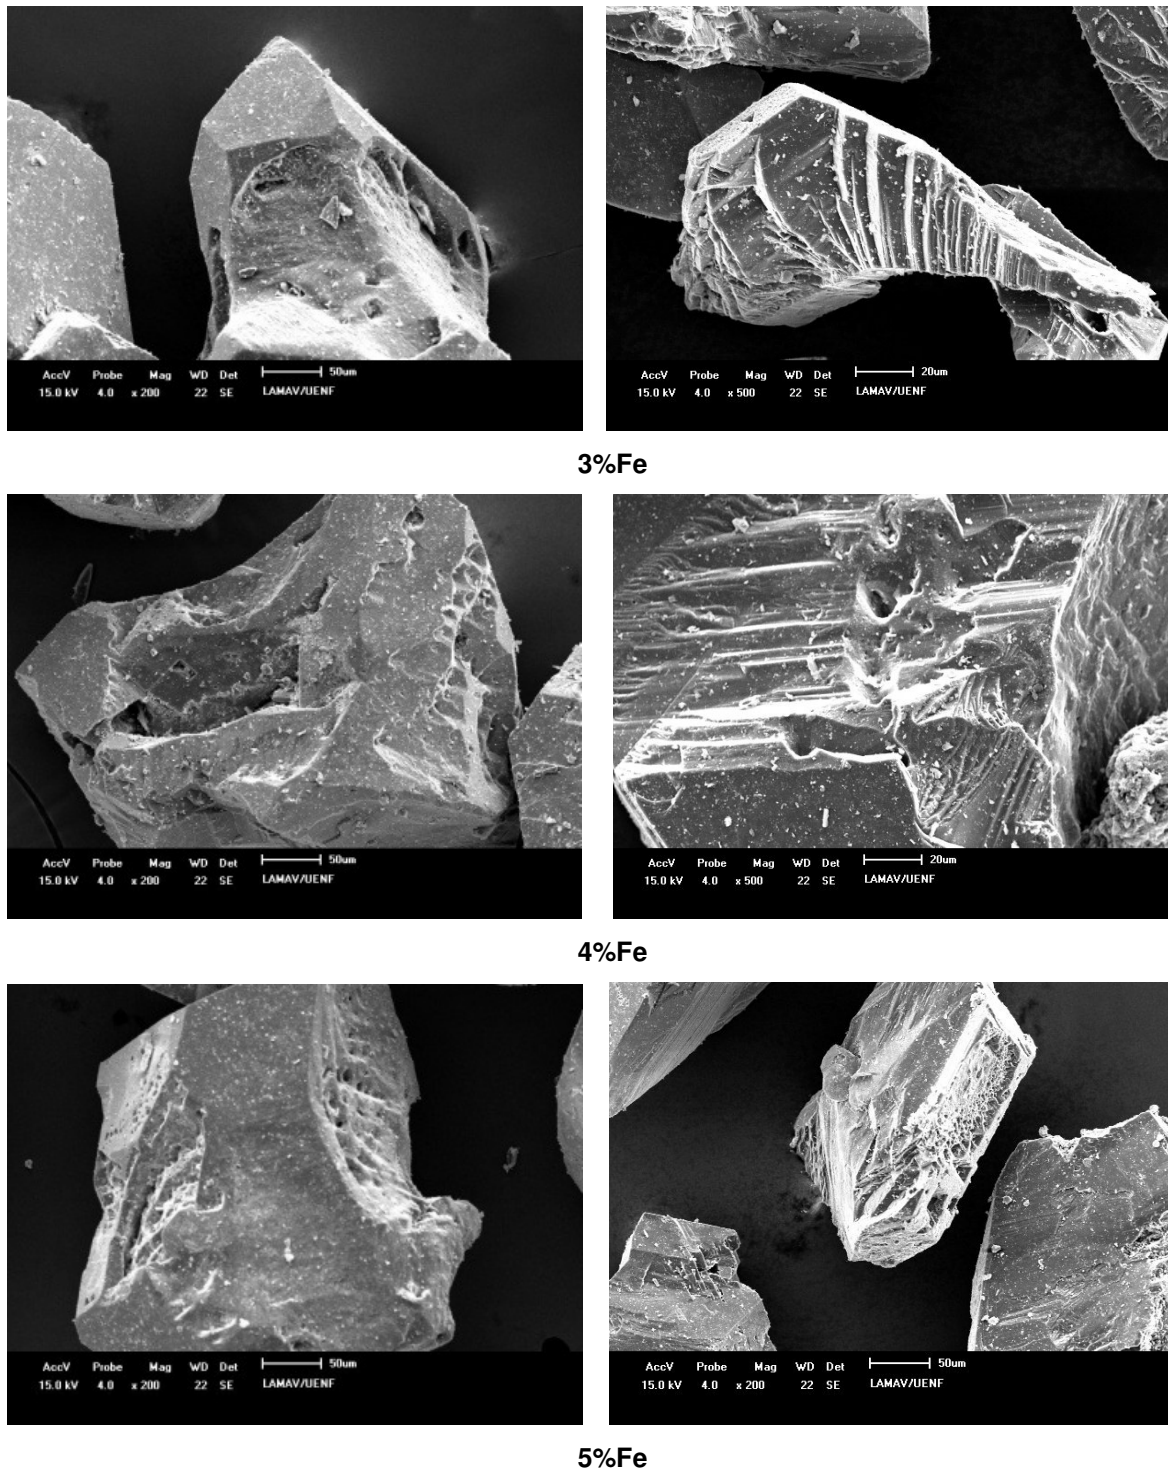 AccV Probe Mag WD Det 50um
15.0 kV 4.0 x 200 22 SE LAMAV/UENF
AccV Probe Mag WD Det 20um
15.0 kV 4.0 x 500 22 SE LAMAV/UENF
3%Fe
AccV Probe Mag WD Det 50um
15.0 kV 4.0 x 200 22 SE LAMAV/UENF
AccV Probe Mag WD Det 20um
15.0 kV 4.0 x 500 22 SE LAMAV/UENF
4%Fe
AccV Probe Mag WD Det 50um
15.0 kV 4.0 x 200 22 SE LAMAV/UENF
AccV Probe Mag WD Det 50um
15.0 kV 4.0 x 200 22 SE LAMAV/UENF
5%Fe